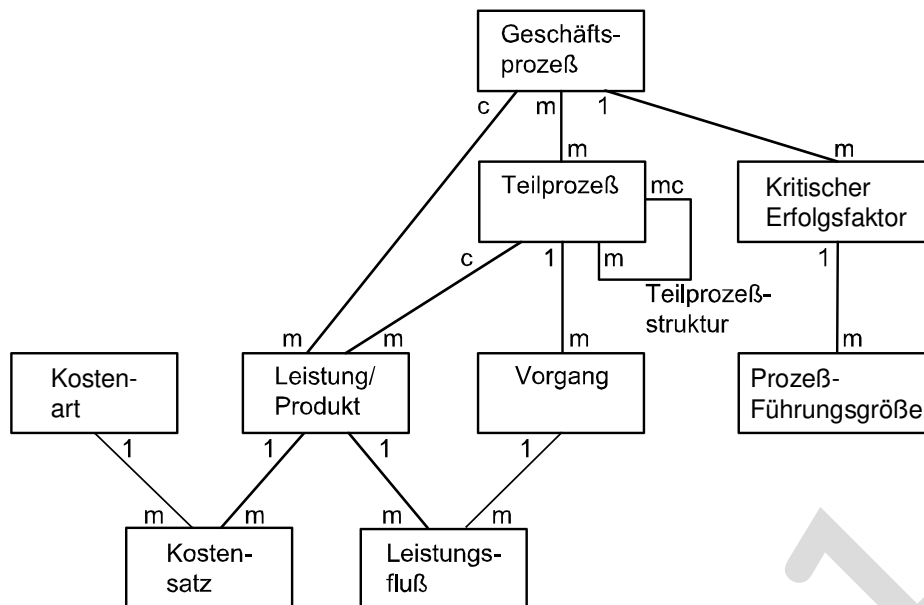 Geschäfts-
prozeß
c
m
1
m
m
Teilprozeß
mc
Kritischer
Erfolgsfaktor
c
1
m
1
Teilprozeß-
struktur
m
m
m
m
Kosten-
art
Leistung/
Produkt
Vorgang
Prozeß-
Führungsgröße
1
1
1
1
m
m
m
m
Kosten-
satz
Leistungs-
fluß